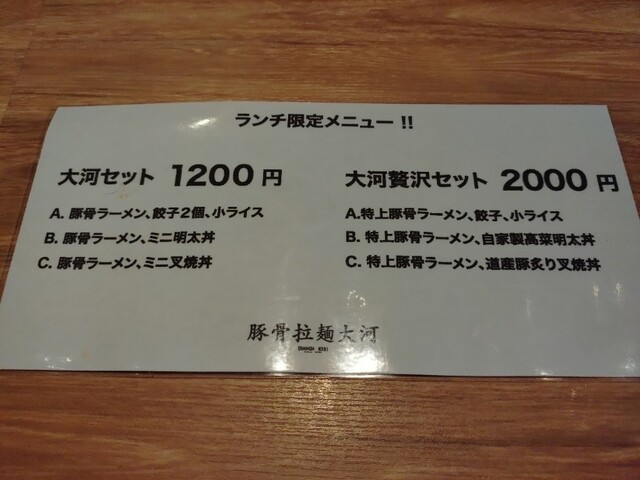 ランチ限定メニュー !!
大河セット 1200 円
A. 豚骨ラーメン、餃子2個、小ライス
B. 豚骨ラーメン、ミニ明太丼
C. 豚骨ラーメン、ミニ叉焼丼
大河贅沢セット 2000 円
A.特上豚骨ラーメン、餃子、小ライス
B. 特上豚骨ラーメン、自家製高菜明太丼
C. 特上豚骨ラーメン、道産豚炙り叉焼丼
豚骨拉麺大河